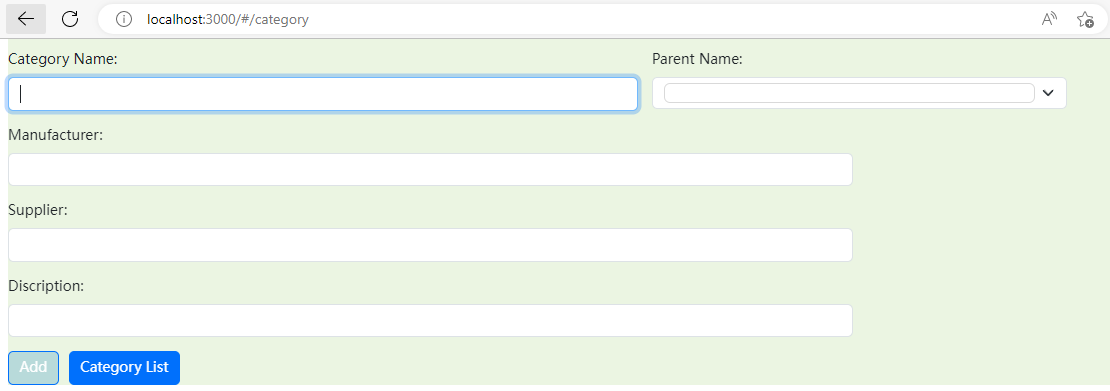 localhost:3000/#/category
Category Name:
Parent Name:
Manufacturer:
Supplier:
Discription:
Add
Category List